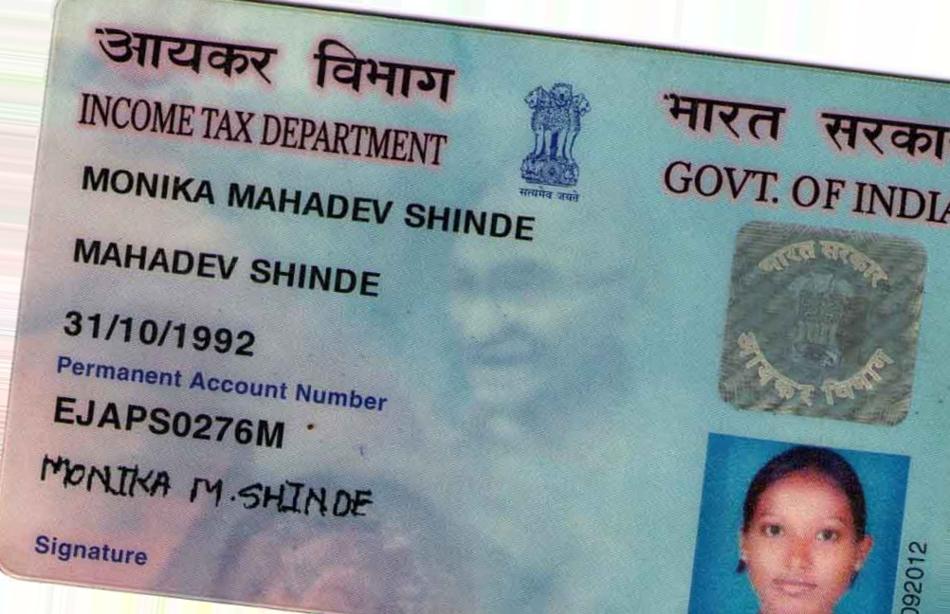 आयकर विभाग
INCOME TAX DEPARTMENT
MONIKA MAHADEV SHINDE
MAHADEV SHINDE
31/10/1992
Permanent Account Number
EJAPS0276M
MONIKA M. SHINDE
Signature
सत्यमेव जयते
भारत सरका
GOVT. OF INDIA
भारत सरकार
आयकर विभाग
092012